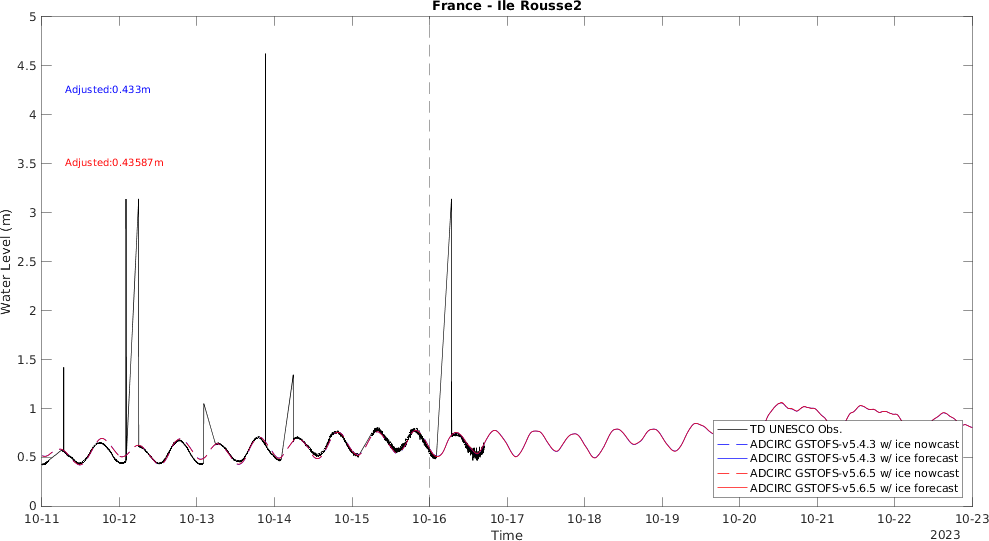 France - Ile Rousse2
Water Level (m)
5
4.5
4
3.5
3
2.5
2
1.5
1
0.5
0
Adjusted:0.433m
Adjusted:0.43587m
TD UNESCO Obs.
ADCIRC GSTOFS-v5.4.3 w/ ice nowcast
ADCIRC GSTOFS-v5.4.3 w/ ice forecast
ADCIRC GSTOFS-v5.6.5 w/ ice nowcast
ADCIRC GSTOFS-v5.6.5 w/ ice forecast
10-11 10-12 10-13 10-14 10-15 10-16 10-17 10-18 10-19 10-20 10-21 10-22 10-23
Time
2023